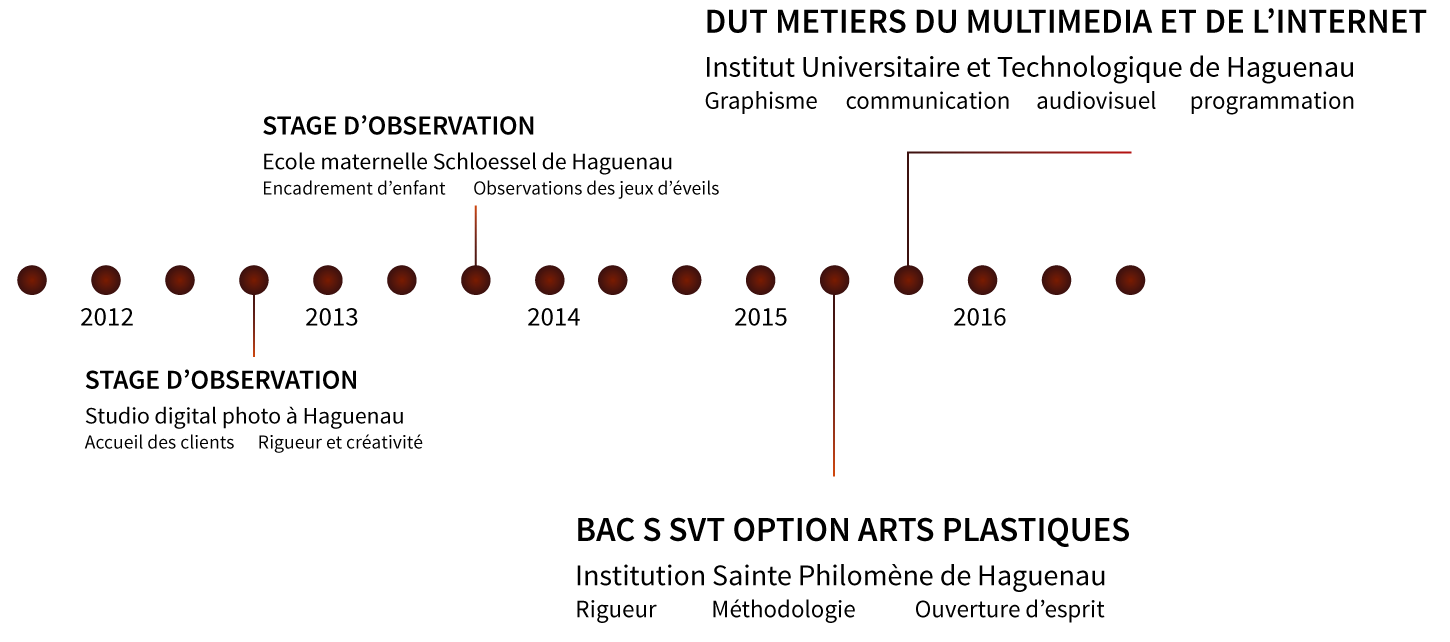 DUT METIERS DU MULTIMEDIA ET DE L’INTERNET
Institut Universitaire et Technologique de Haguenau
Graphisme communication audiovisuel programmation
STAGE D’OBSERVATION
Ecole maternelle Schloessel de Haguenau
Encadrement d’enfant Observations des jeux d’éveils
2012 2013 2014 2015 2016
STAGE D’OBSERVATION
Studio digital photo à Haguenau
Accueil des clients Rigueur et créativité
BAC S SVT OPTION ARTS PLASTIQUES
Institution Sainte Philomène de Haguenau
Rigueur Méthodologie Ouverture d’esprit